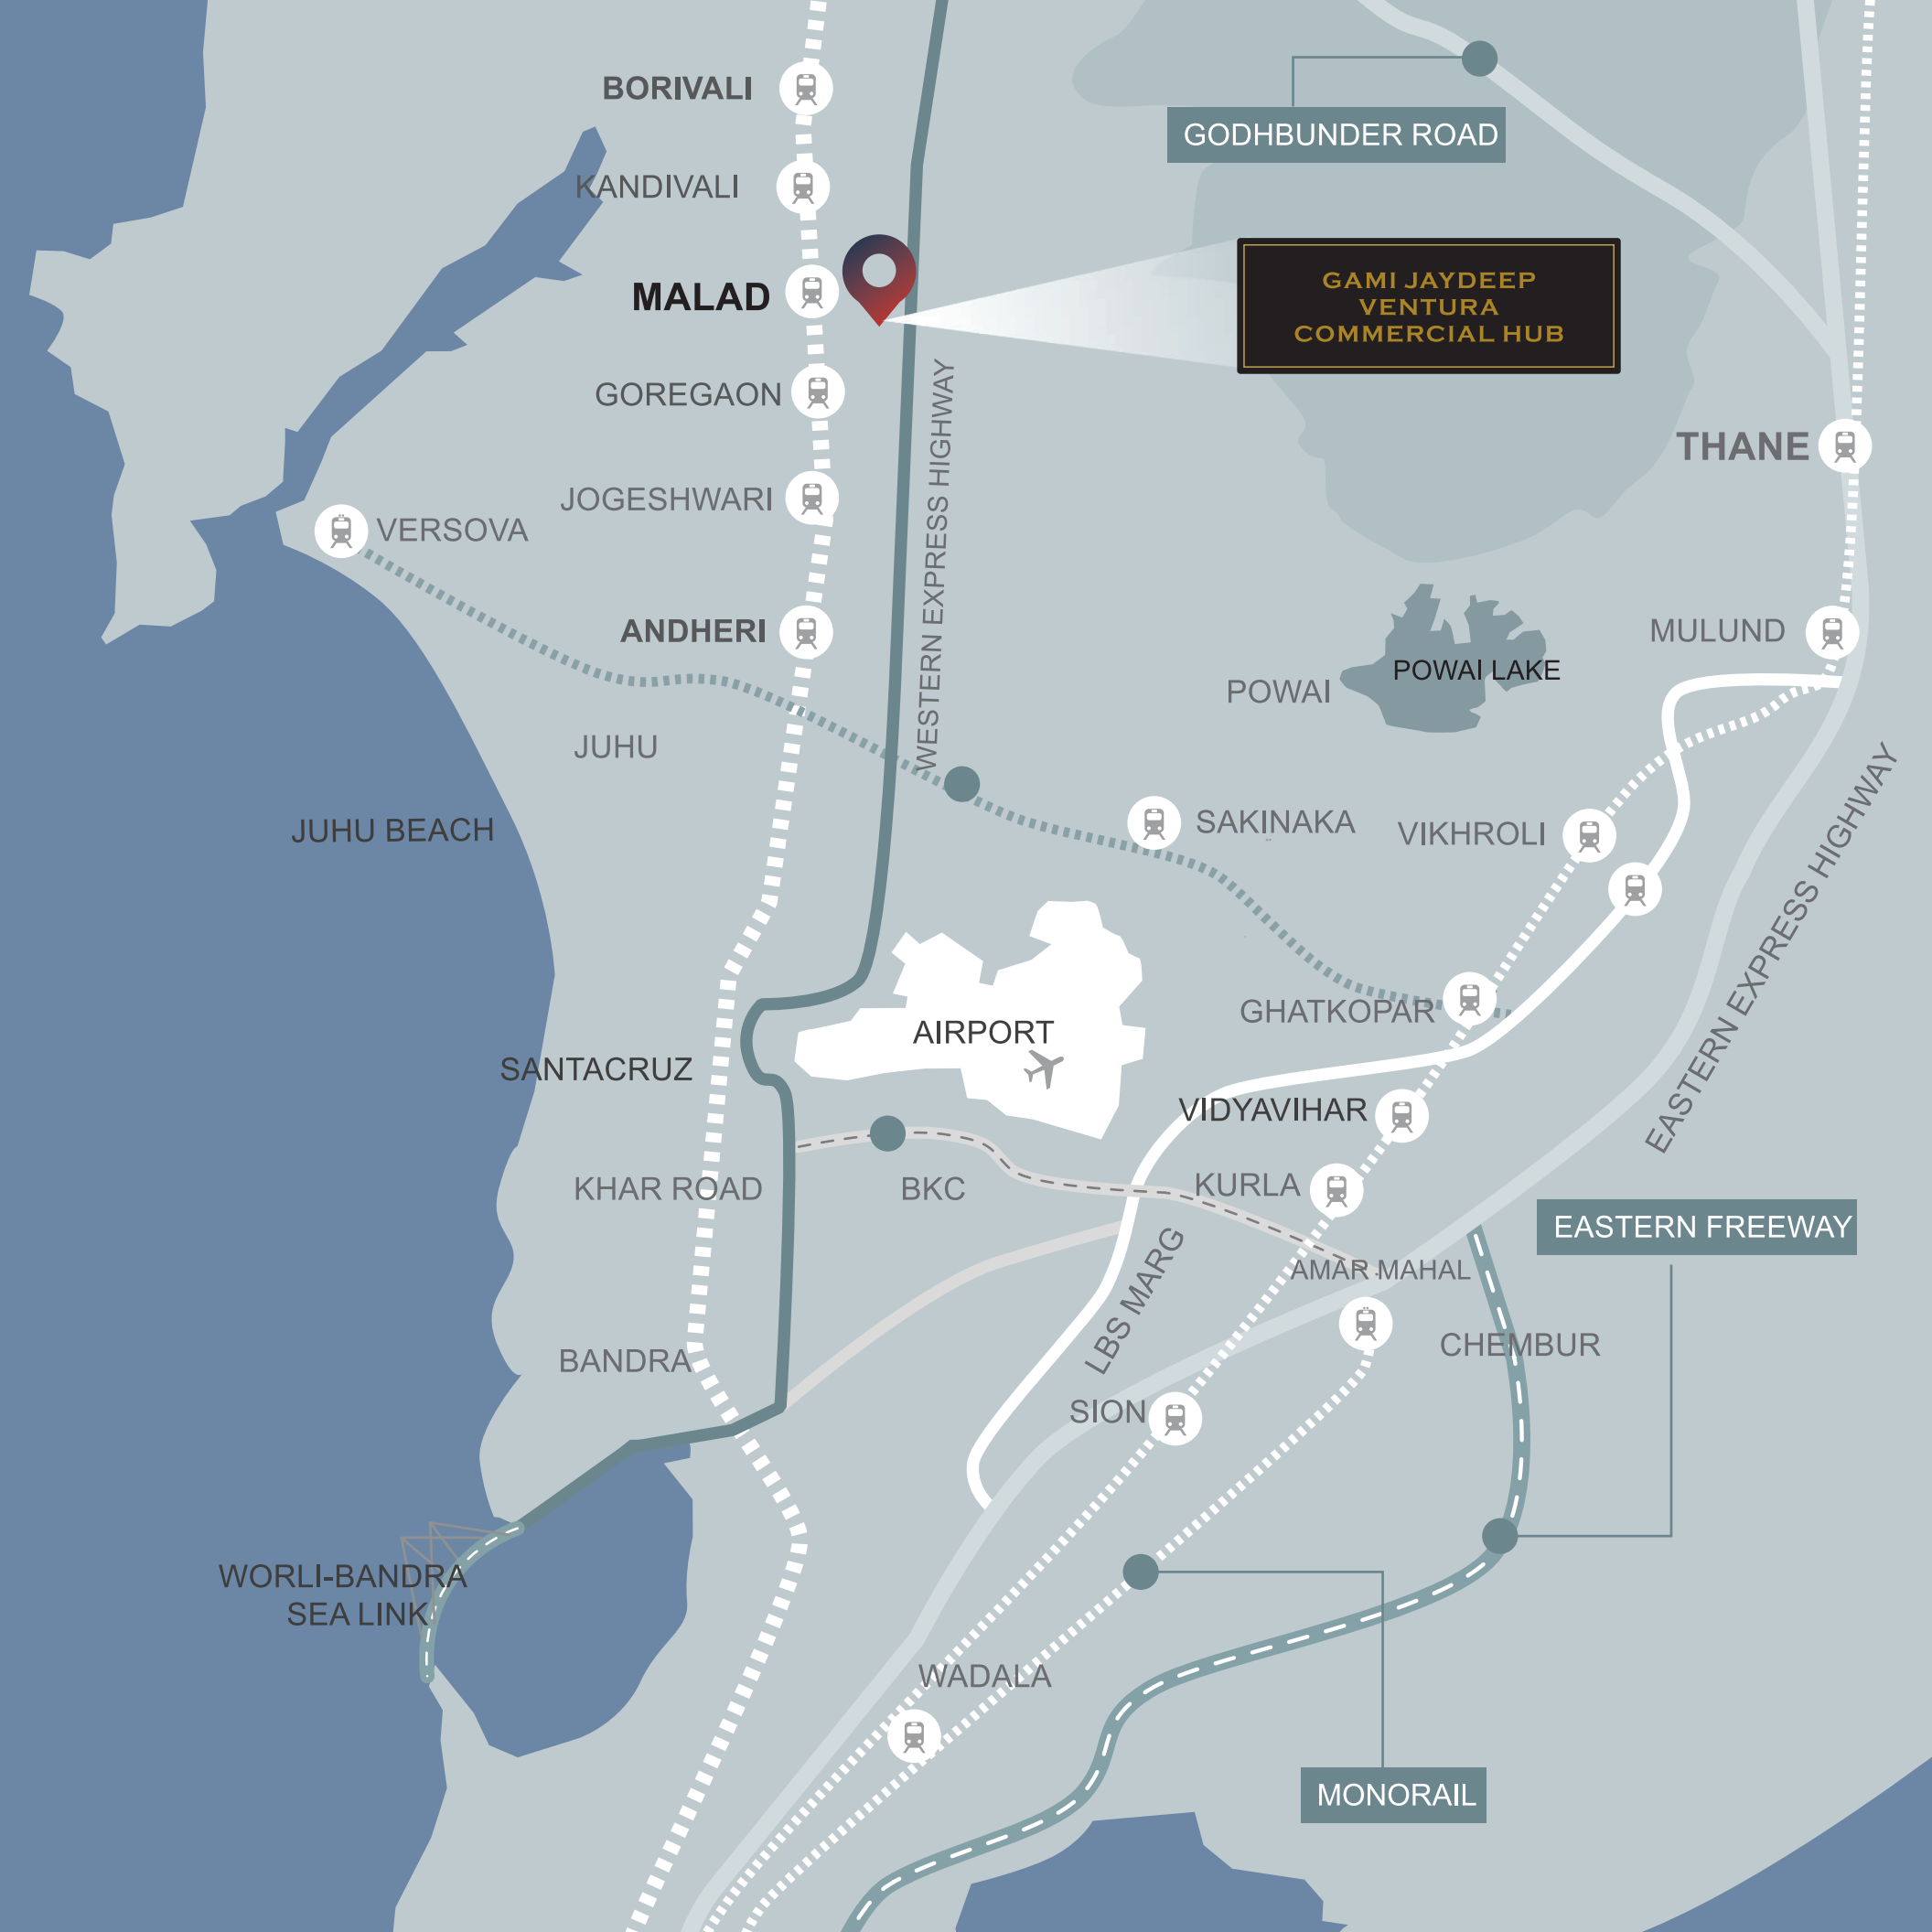 BORIVALI
GODHBUNDER ROAD
KANDIVALI
MALAD
GAMI JAYDEEP
VENTURA
COMMERCIAL HUB
GOREGAON
WESTERN EXPRESS HIGHWAY
THANE
JOGESHWARI
VERSOVA
ANDHERI
MULUND
POWAI LAKE
POWAI
JUHU
JUHU BEACH
SAKINAKA
VIKHROLI
EASTERN EXPRESS HIGHWAY
GHATKOPAR
AIRPORT
SANTACRUZ
VIDYAVIHAR
KHAR ROAD
BKC
KURLA
EASTERN FREEWAY
LBS MARG
AMAR MAHAL
CHEMBUR
BANDRA
SION
WORLI-BANDRA
SEA LINK
WADALA
MONORAIL